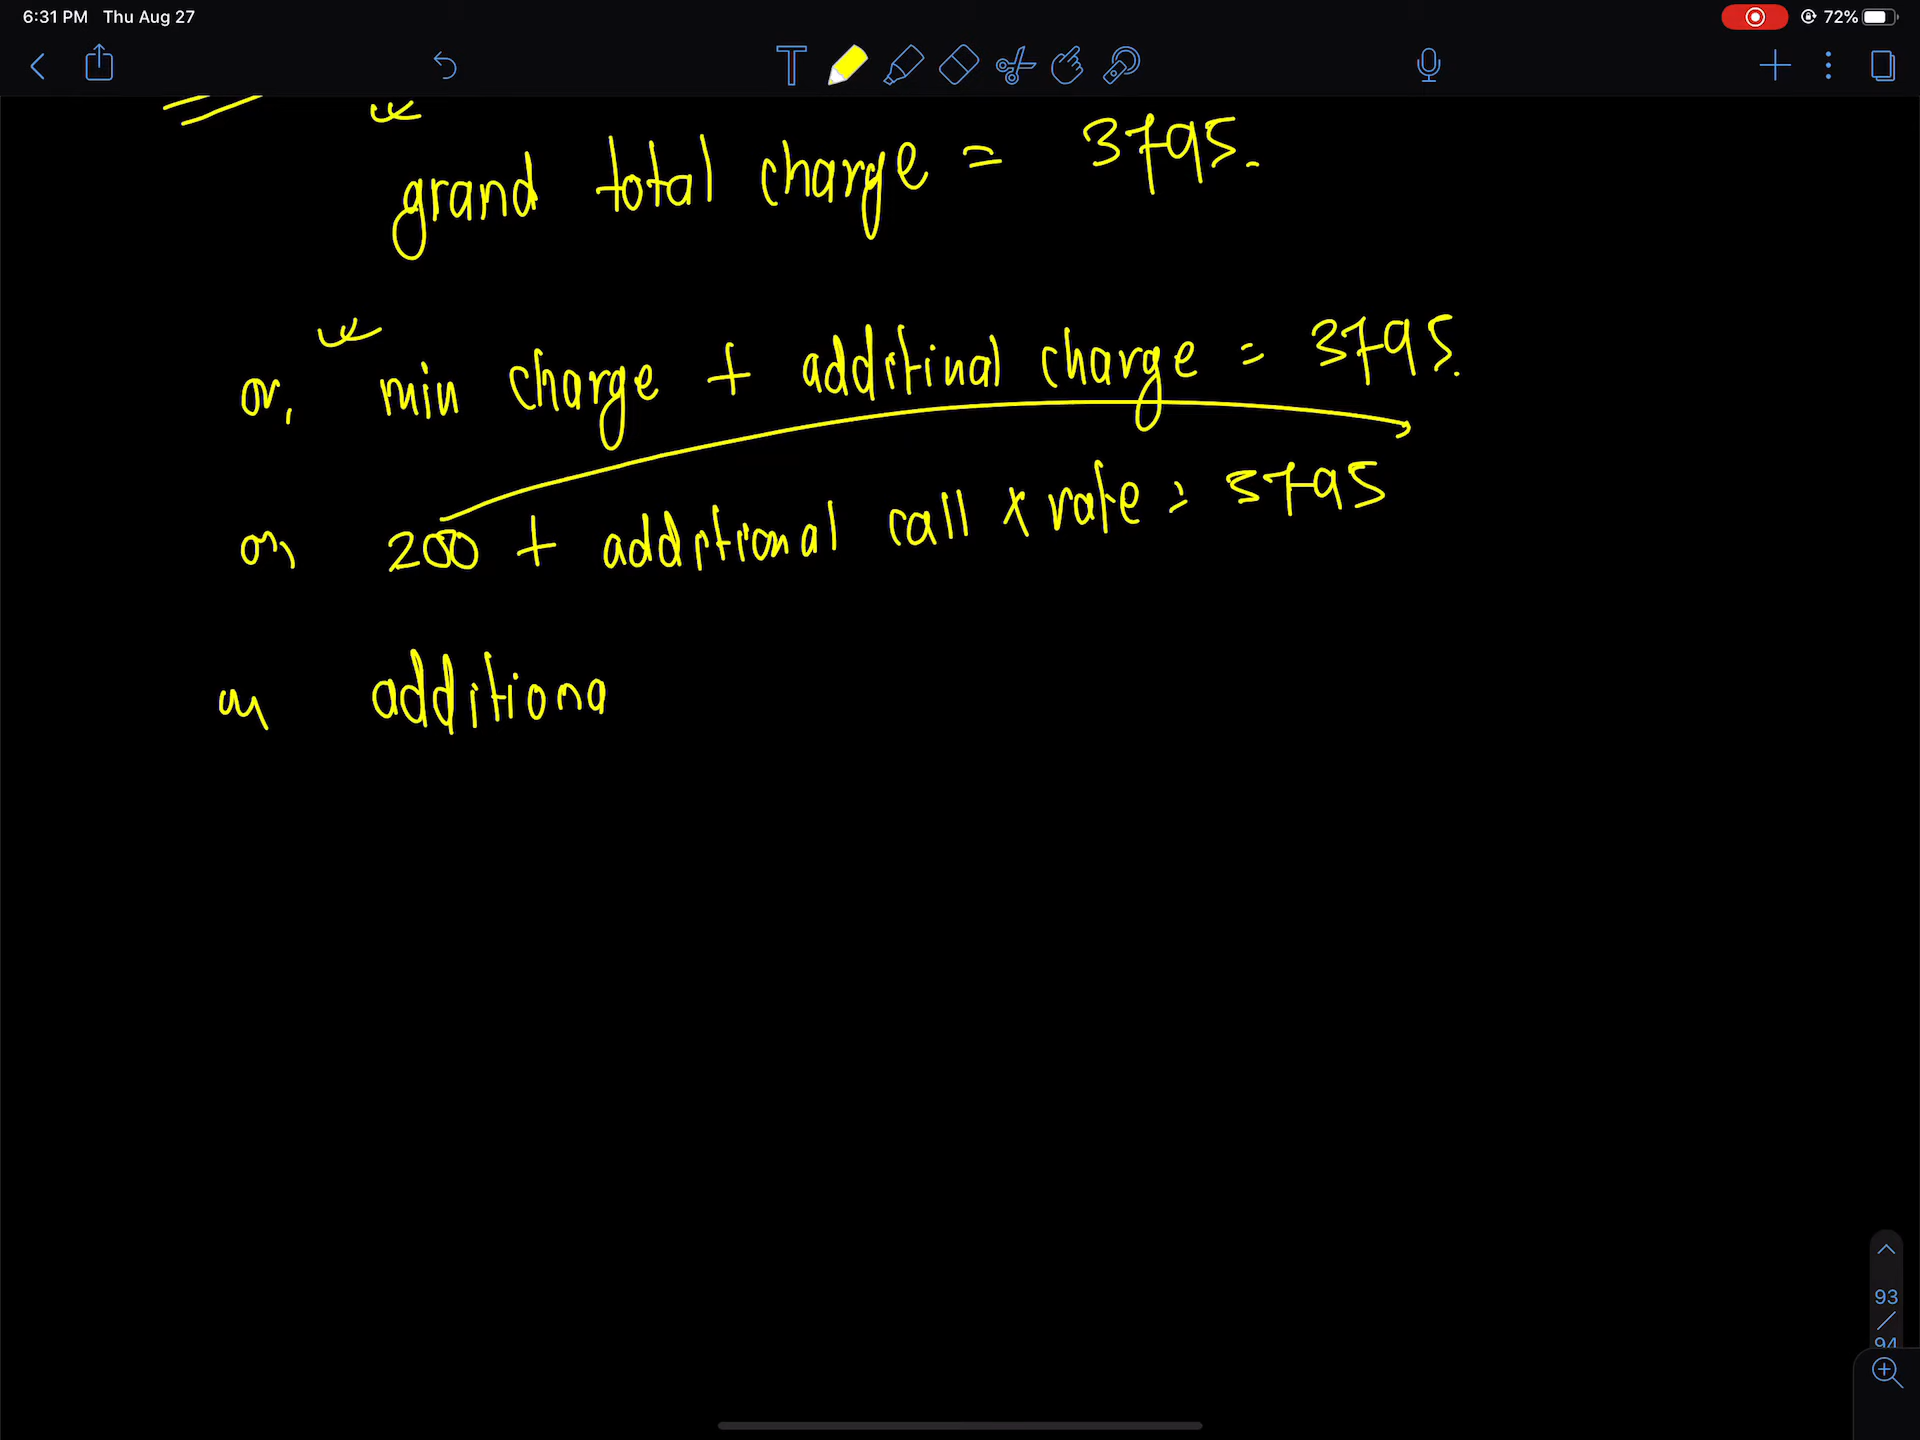 6:31 PM Thu Aug 27
72%
grand total charge = 3795.
or, min charge + additinal charge = 3795.
or, 200 + additional call x rate = 3795
or additiona
93
/
94